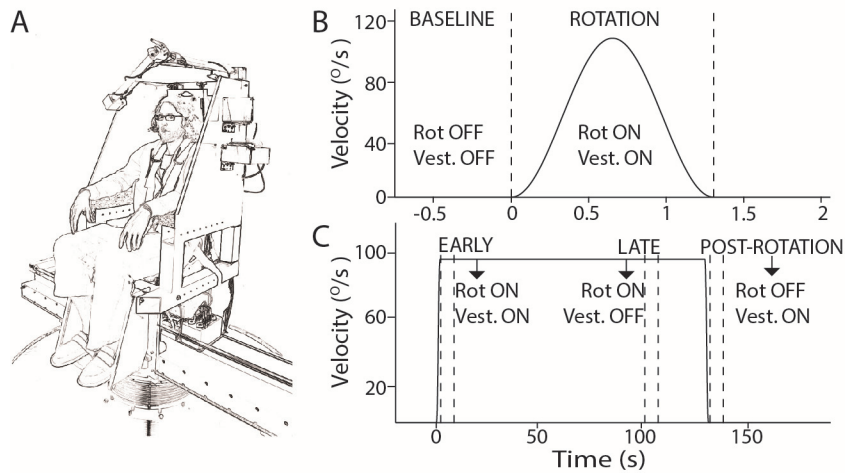 A
B
BASELINE
ROTATION
120
80
40
0
Velocity (O/s)
Rot OFF
Vest. OFF
Rot ON
Vest. ON
-0.5
0
0.5
1
1.5
2
C
EARLY
LATE
POST-ROTATION
100
60
20
Velocity (O/s)
Rot ON
Vest. ON
Rot ON
Vest. OFF
Rot OFF
Vest. ON
0
50
100
150
Time (s)